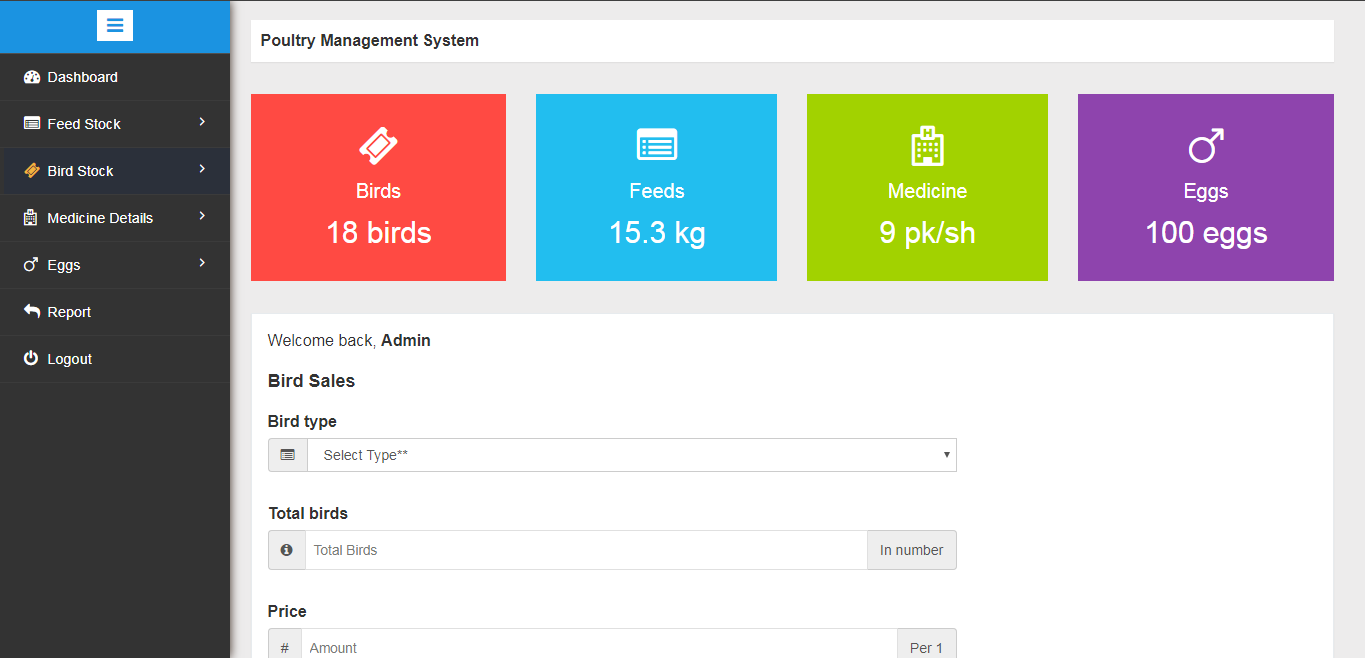 Poultry Management System
Dashboard
Feed Stock
Bird Stock
Medicine Details
Eggs
Report
Logout
Birds
18 birds
Feeds
15.3 kg
Medicine
9 pk/sh
Eggs
100 eggs
Welcome back, Admin
Bird Sales
Bird type
Select Type**
Total birds
Total Birds In number
Price
# Amount Per 1